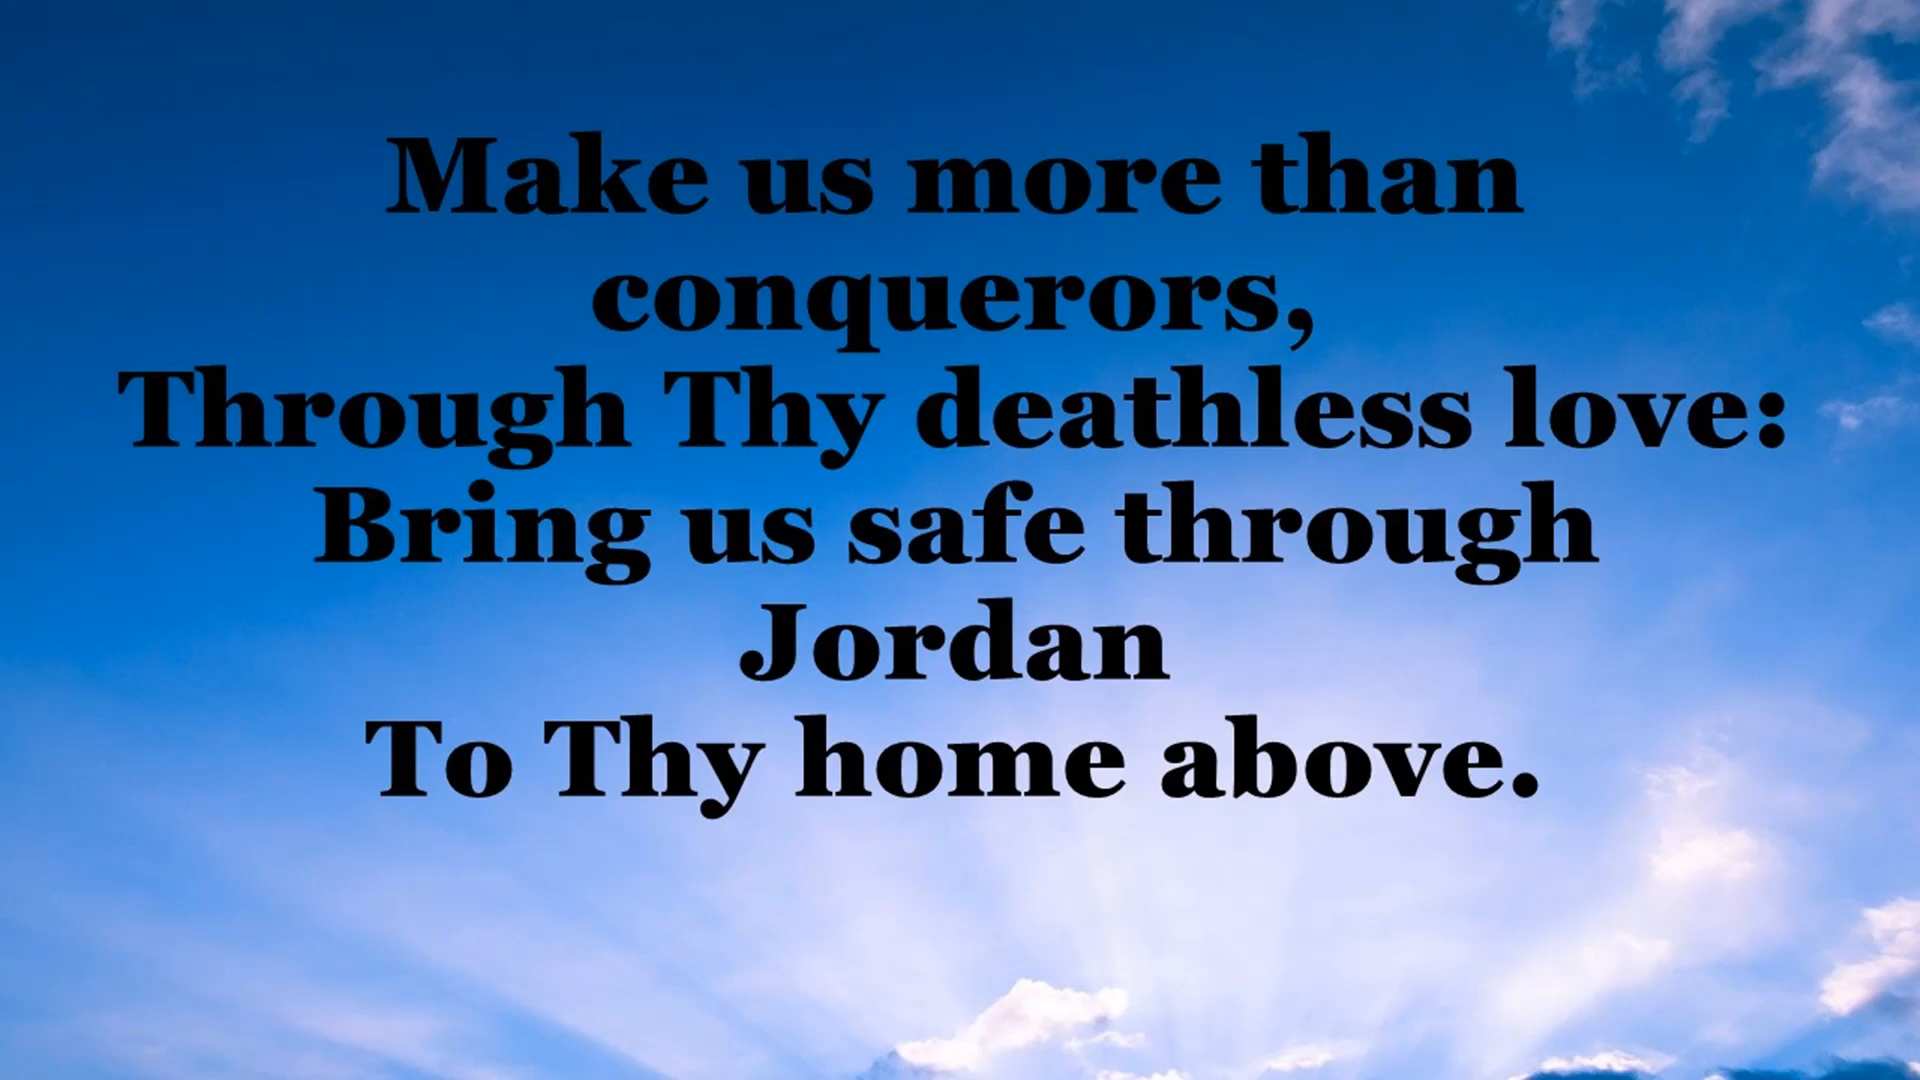 Make us more than
conquerors,
Through Thy deathless love:
Bring us safe through
Jordan
To Thy home above.